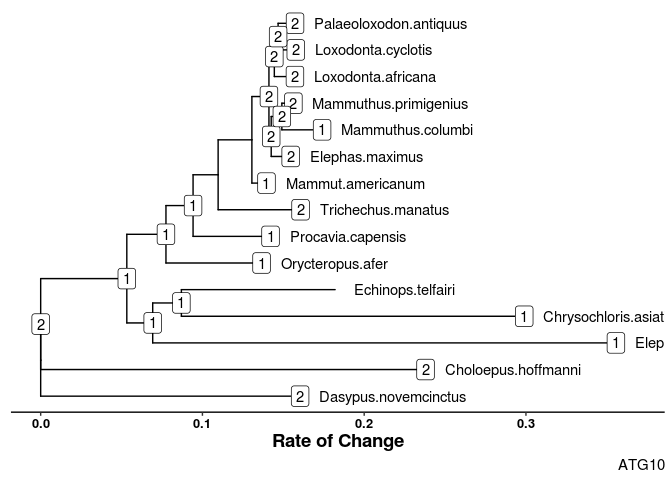 2 Palaeoloxodon.antiquus
2
2 Loxodonta.cyclotis
2
2 Loxodonta.africana
2
2 Mammuthus.primigenius
2
1 Mammuthus.columbi
2
2 Elephas.maximus
1 Mammut.americanum
1
2 Trichechus.manatus
1
1 Procavia.capensis
1 Orycteropus.afer
1
Echinops.telfairi
1
1 Chrysochloris.asiat
2
1
1 Elep
2 Choloepus.hoffmanni
2 Dasypus.novemcinctus
0.0 0.1 0.2 0.3
Rate of Change
ATG10